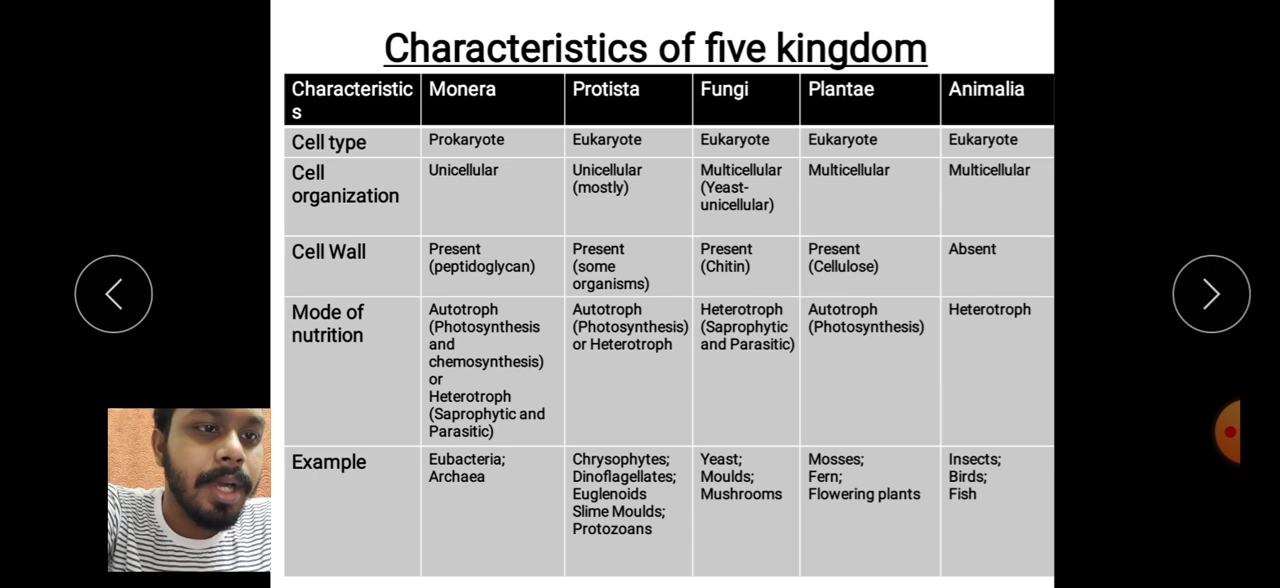 Characteristics of five kingdom
Characteristic
s
Monera
Protista
Fungi
Plantae
Animalia
Cell type
Prokaryote
Eukaryote
Eukaryote
Eukaryote
Eukaryote
Cell
organization
Unicellular
Unicellular
(mostly)
Multicellular
(Yeast-
unicellular)
Multicellular
Multicellular
Cell Wall
Present
(peptidoglycan)
Present
(some
organisms)
Present
(Chitin)
Present
(Cellulose)
Absent
Mode of
nutrition
Autotroph
(Photosynthesis
and
chemosynthesis)
or
Heterotroph
(Saprophytic and
Parasitic)
Autotroph
(Photosynthesis)
or Heterotroph
Heterotroph
(Saprophytic
and Parasitic)
Autotroph
(Photosynthesis)
Heterotroph
Example
Eubacteria;
Archaea
Chrysophytes;
Dinoflagellates;
Euglenoids
Slime Moulds;
Protozoans
Yeast;
Moulds;
Mushrooms
Mosses;
Fern;
Flowering plants
Insects;
Birds;
Fish